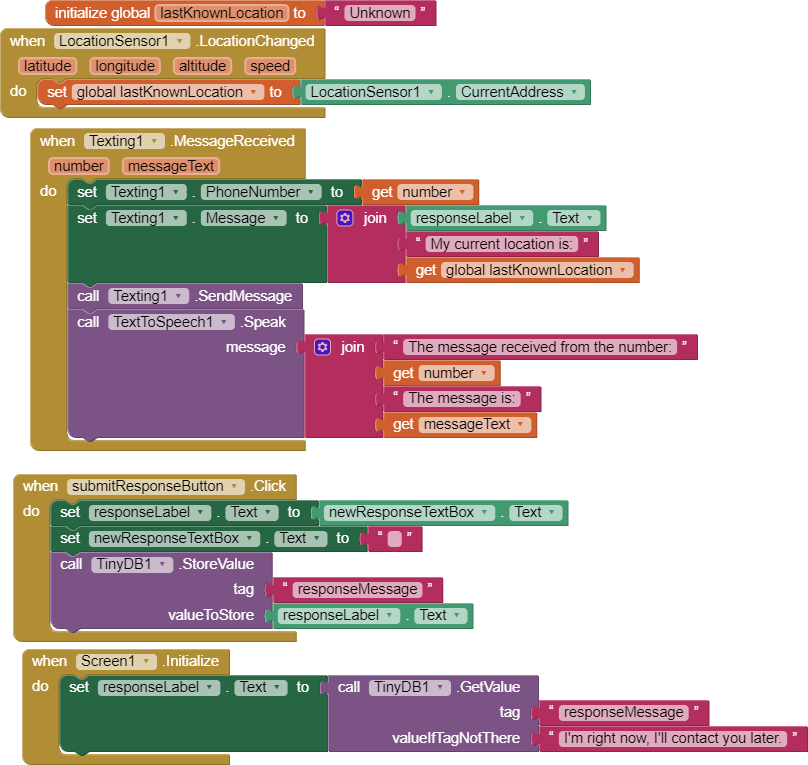 initialize global lastKnownLocation to " Unknown "
when LocationSensor1 .LocationChanged
latitude longitude altitude speed
do set global lastKnownLocation to LocationSensor1 . CurrentAddress
when Texting1 .MessageReceived
number messageText
do set Texting1 . PhoneNumber to get number
set Texting1 . Message to join responseLabel . Text
" My current location is: "
get global lastKnownLocation
call Texting1 .SendMessage
call TextToSpeech1 .Speak
message join " The message received from the number: "
get number
" The message is: "
get messageText
when submitResponseButton .Click
do set responseLabel . Text to newResponseTextBox . Text
set newResponseTextBox . Text to " "
call TinyDB1 .StoreValue
tag " responseMessage "
valueToStore responseLabel . Text
when Screen1 .Initialize
do set responseLabel . Text to call TinyDB1 .GetValue
tag " responseMessage "
valueIfTagNotThere " I'm right now, I'll contact you later. "